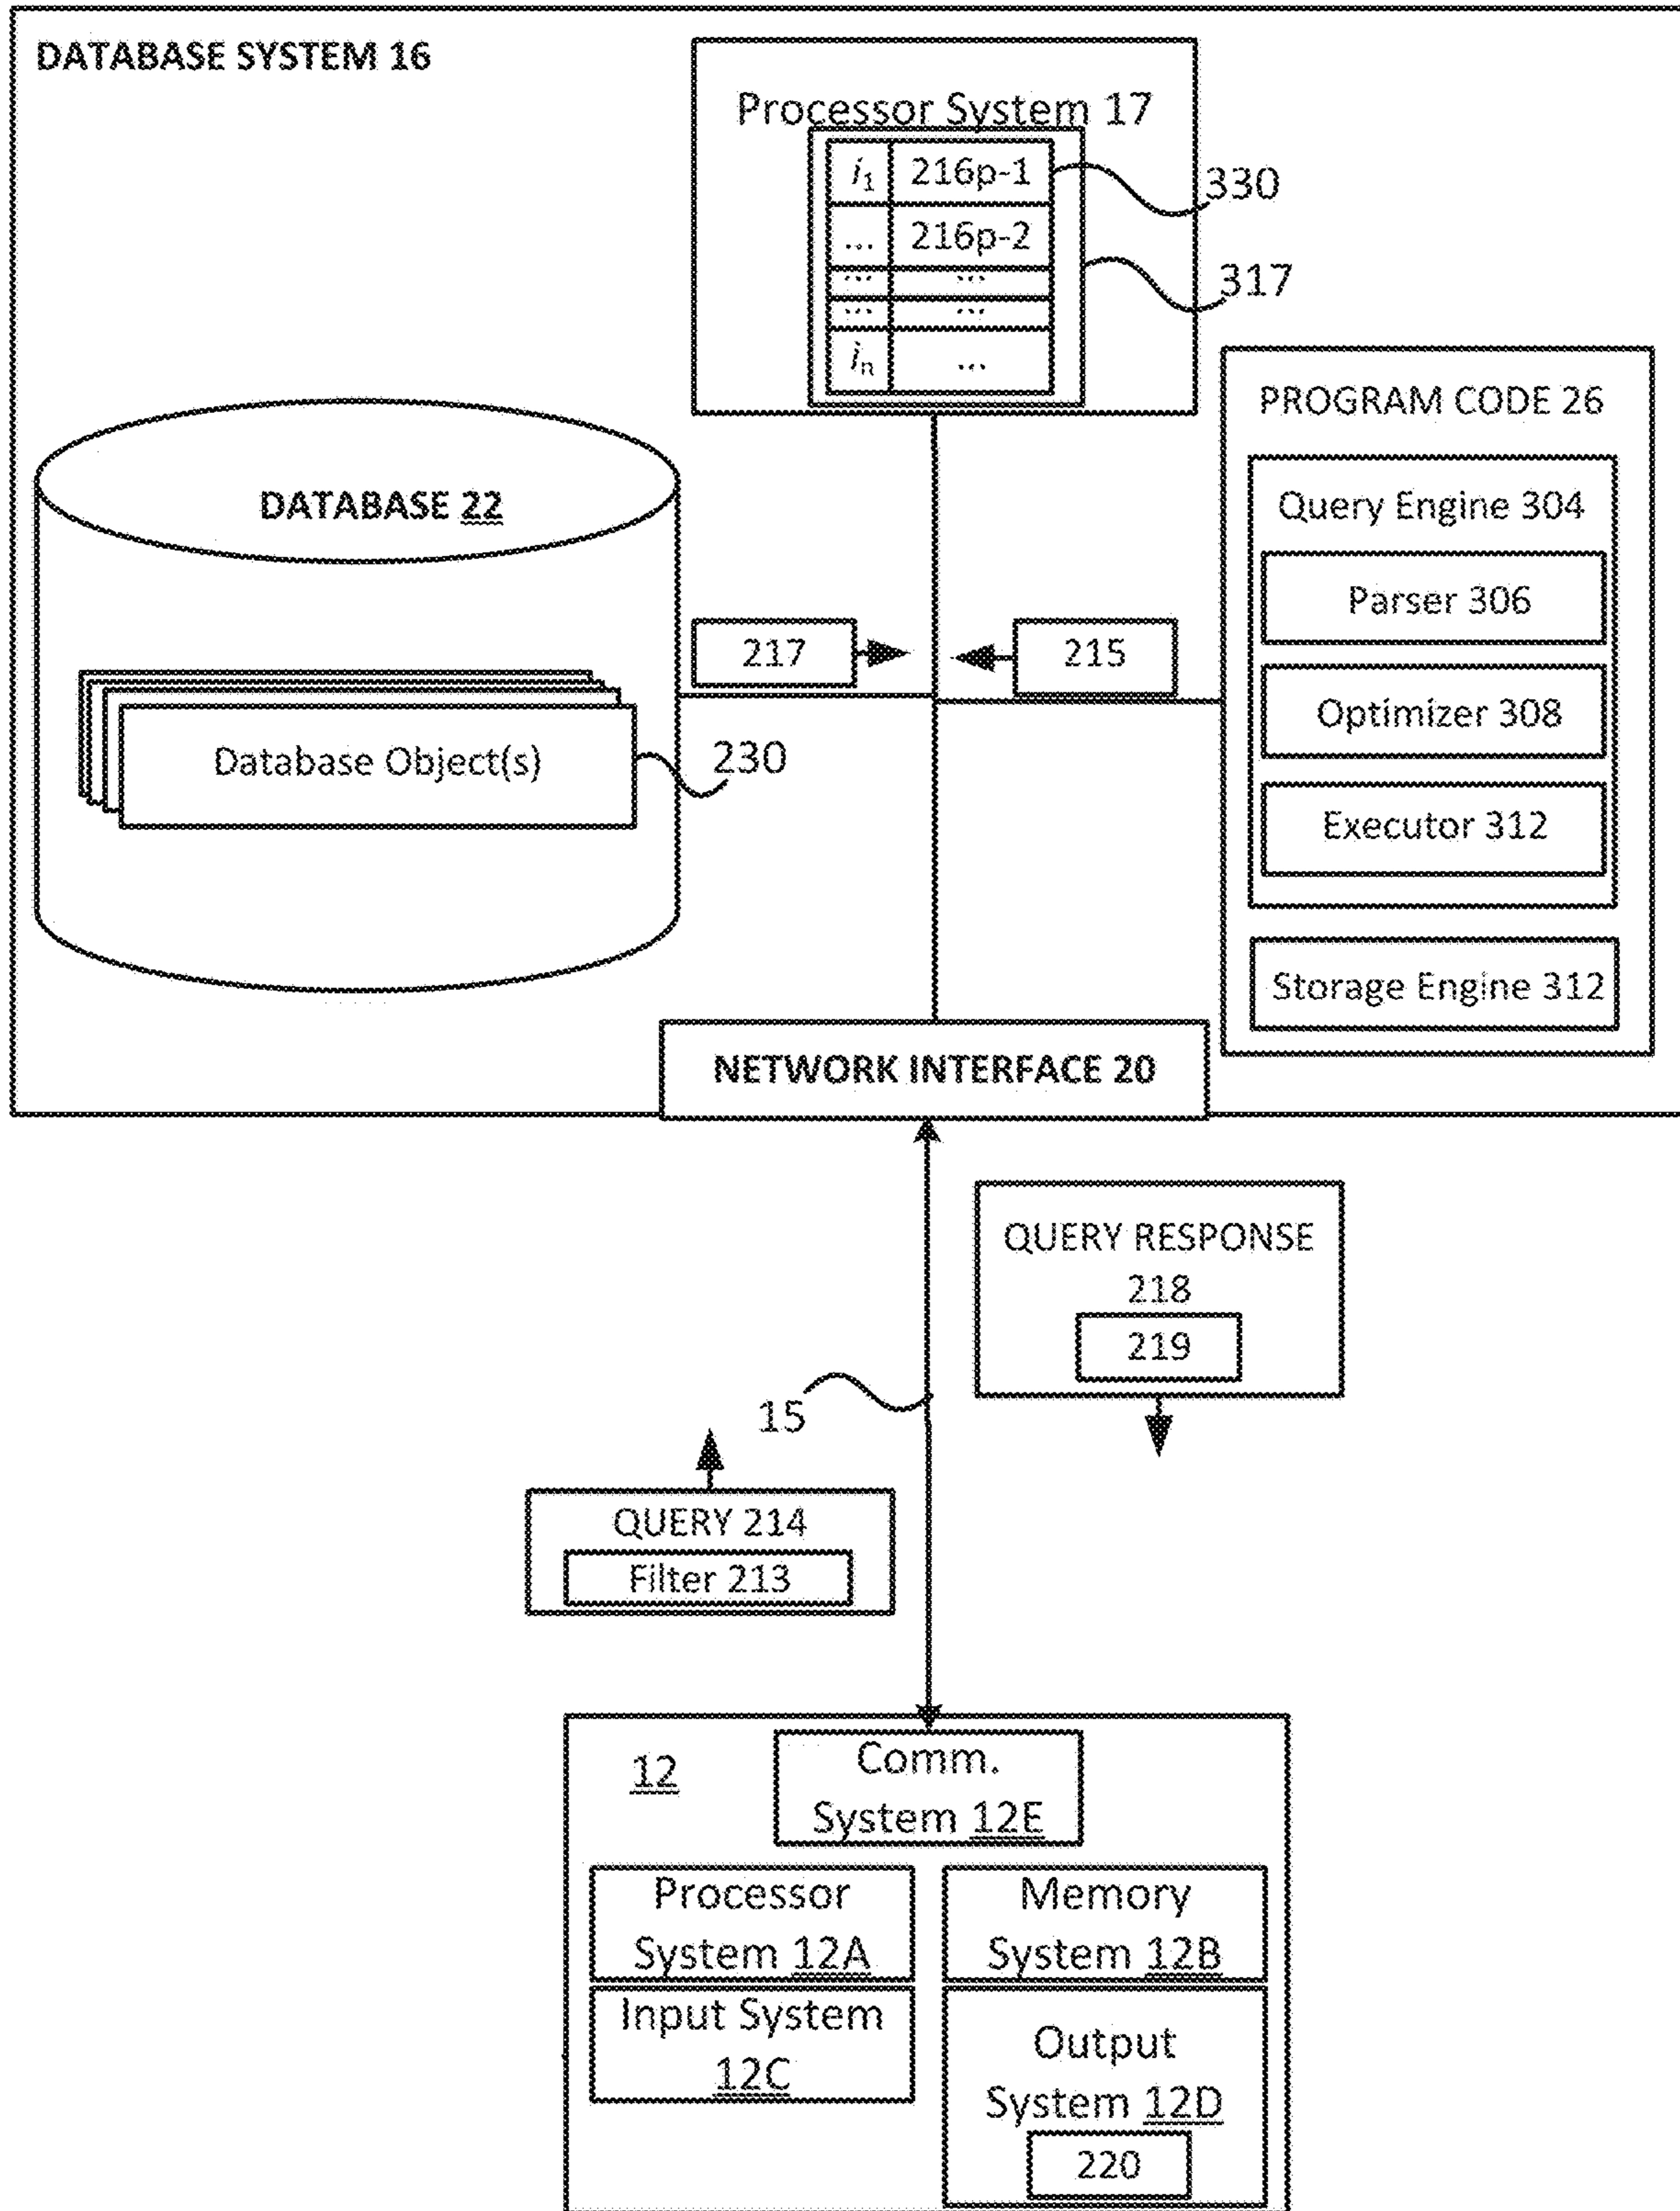 DATABASE SYSTEM 16
Processor System 17
i1 216p-1
... 216p-2
... ...
... ...
in ...
330
317
PROGRAM CODE 26
Query Engine 304
Parser 306
Optimizer 308
Executor 312
Storage Engine 312
DATABASE 22
217
215
Database Object(s)
230
NETWORK INTERFACE 20
QUERY RESPONSE
218
219
15
QUERY 214
Filter 213
12
Comm.
System 12E
Processor
System 12A
Memory
System 12B
Input System
12C
Output
System 12D
220